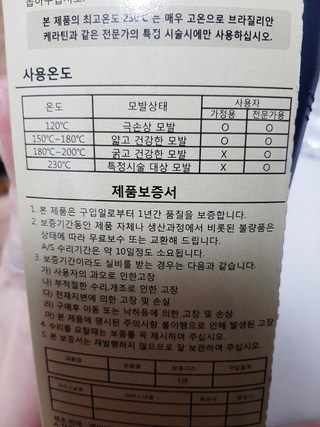 본 제품의 최고온도 230℃는 매우 고온으로 브라질리안
케라틴과 같은 전문가의 특정 시술시에만 사용하십시오.
사용온도
온도 모발상태 사용자
가정용 전문가용
120℃ 극손상 모발 O O
150℃~180℃ 얇고 건강한 모발 O O
180℃~200℃ 굵고 건강한 모발 X O
230℃ 특정시술 대상 모발 X O
제품보증서
1. 본 제품은 구입일로부터 1년간 품질을 보증합니다.
2. 보증기간동안 제품 자체나 생산과정에서 비롯된 불량품은
상태에 따라 무료보수 또는 교환해 드립니다.
A/S 수리기간은 약 10일정도 소요됩니다.
3. 보증기간이라도 실비를 받는 경우는 다음과 같습니다.
가) 사용자의 과오로 인한고장
나) 부적절한 수리,개조로 인한 고장
다) 천재지변에 의한 고장 및 손실
라) 구매후 이동 또는 낙하등에 의한 고장 및 손상
마) 본 제품에 명시된 주의사항 불이행으로 인해 발생된 고장
4. 수리를 요할때는 보증서를 꼭 제시하여 주십시오.
5. 본 보증서는 재발행하지 않으므로 잘 보관하여 주십시오.
제품명 모델명 보증기간 구입일자
1년